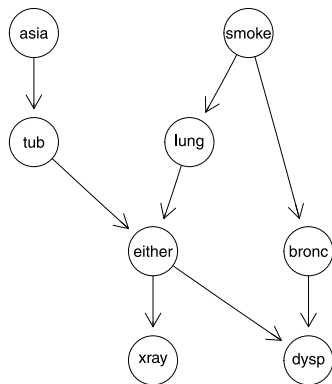 asia
smoke
tub
lung
either
bronc
xray
dysp